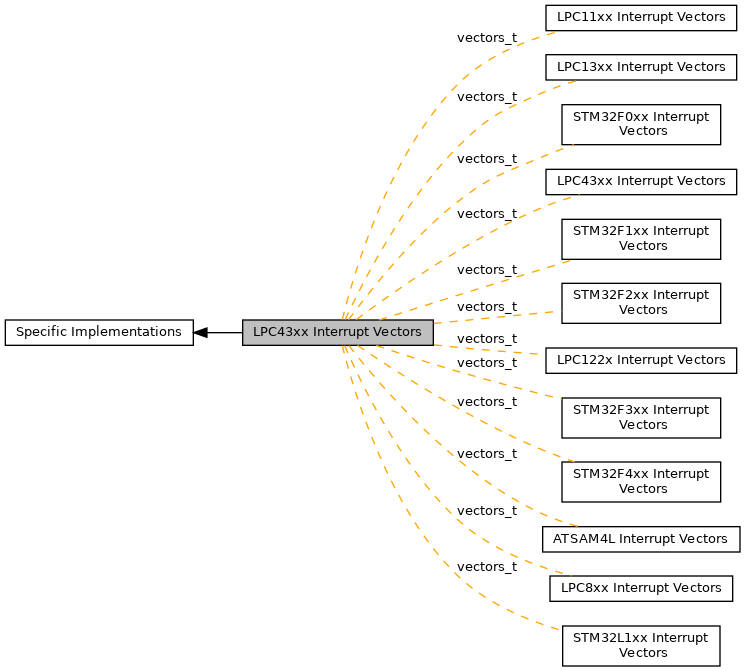 LPC11xx Interrupt Vectors
vectors_t
LPC13xx Interrupt Vectors
vectors_t
STM32F0xx Interrupt
Vectors
vectors_t
LPC43xx Interrupt Vectors
vectors_t
STM32F1xx Interrupt
Vectors
vectors_t
STM32F2xx Interrupt
Vectors
vectors_t
Specific Implementations
LPC43xx Interrupt Vectors
vectors_t
LPC122x Interrupt Vectors
vectors_t
STM32F3xx Interrupt
Vectors
vectors_t
STM32F4xx Interrupt
Vectors
vectors_t
ATSAM4L Interrupt Vectors
vectors_t
LPC8xx Interrupt Vectors
vectors_t
STM32L1xx Interrupt
Vectors